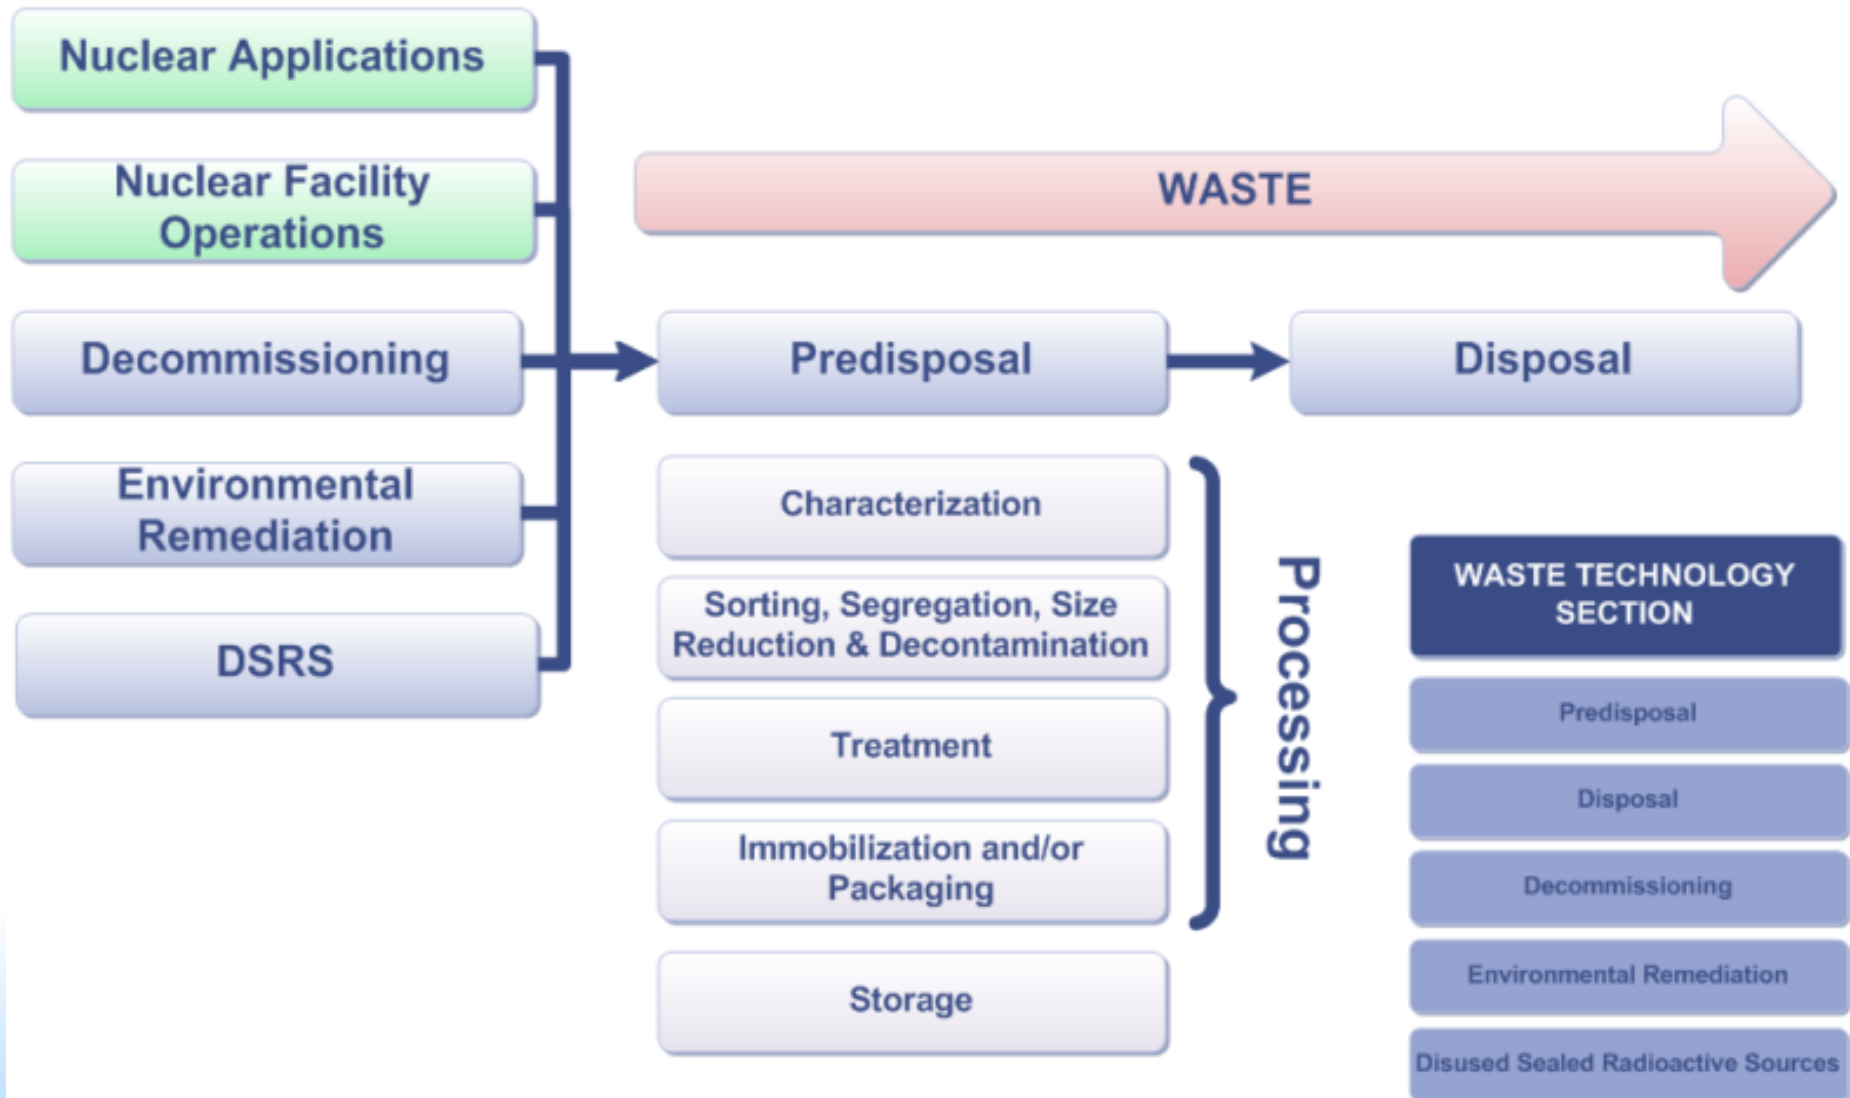 Nuclear Applications
Nuclear Facility
Operations
Decommissioning
Environmental
Remediation
DSRS
WASTE
Predisposal
Disposal
Characterization
Sorting, Segregation, Size
Reduction & Decontamination
Treatment
Immobilization and/or
Packaging
Storage
Processing
WASTE TECHNOLOGY
SECTION
Predisposal
Disposal
Decommissioning
Environmental Remediation
Disused Sealed Radioactive Sources